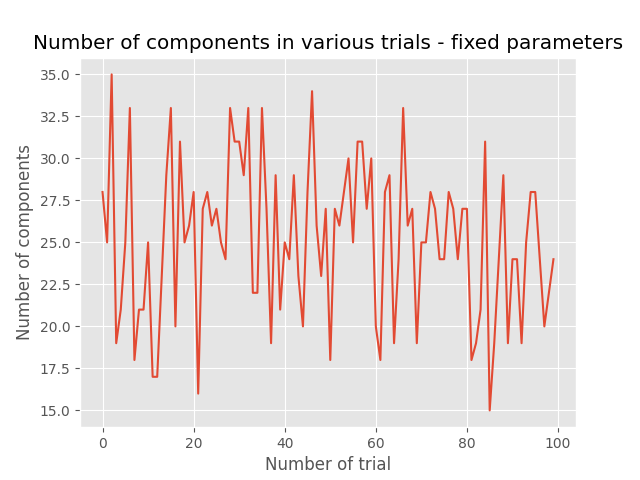 Number of components in various trials - fixed parameters
35.0
32.5
30.0
27.5
25.0
22.5
20.0
17.5
15.0
Number of components
0 20 40 60 80 100
Number of trial